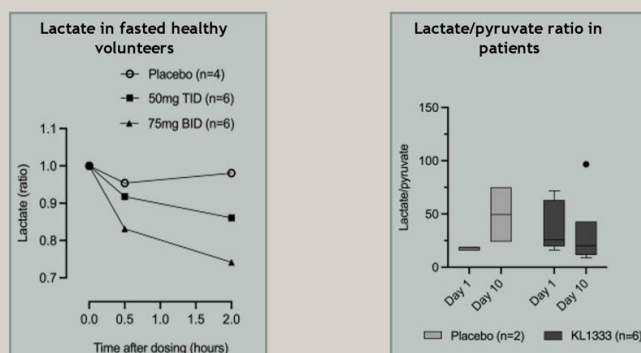 Lactate in fasted healthy
volunteers
Placebo (n=4)
50mg TID (n=6)
75mg BID (n=6)
1.1
1.0
0.9
0.8
0.7
Lactate (ratio)
0.0 0.5 1.0 1.5 2.0
Time after dosing (hours)
Lactate/pyruvate ratio in
patients
150
100
50
0
Lactate/pyruvate
Day 1 Day 10 Day 1 Day 10
Placebo (n=2) KL1333 (n=6)